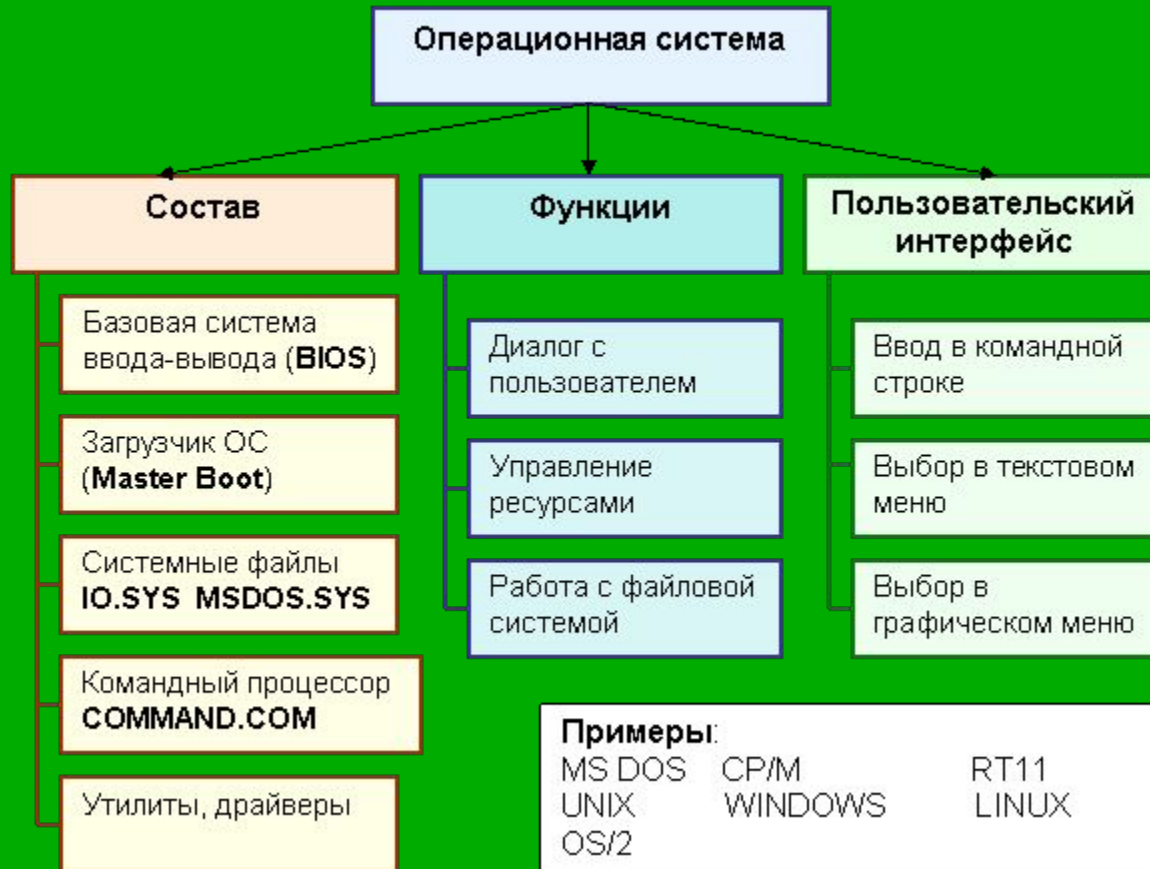 Операционная система
Состав
Базовая система
ввода-вывода (BIOS)
Загрузчик ОС
(Master Boot)
Системные файлы
IO.SYS MSDOS.SYS
Командный процессор
COMMAND.COM
Утилиты, драйверы
Функции
Диалог с
пользователем
Управление
ресурсами
Работа с файловой
системой
Пользовательский
интерфейс
Ввод в командной
строке
Выбор в текстовом
меню
Выбор в
графическом меню
Примеры:
MS DOS CP/M RT11
UNIX WINDOWS LINUX
OS/2